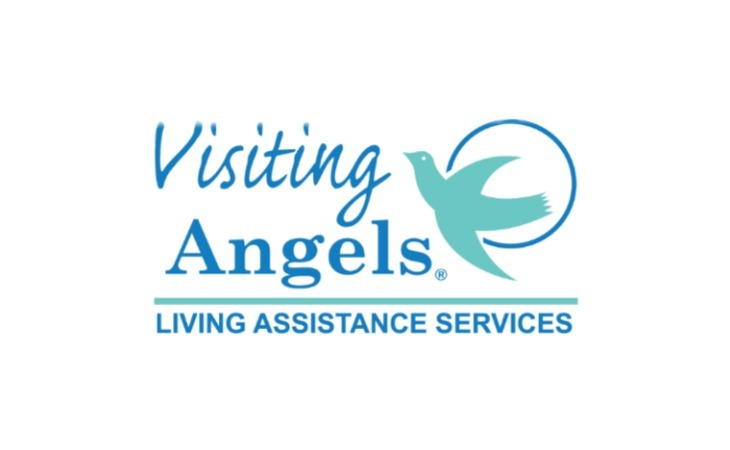 Visiting
Angels®
LIVING ASSISTANCE SERVICES